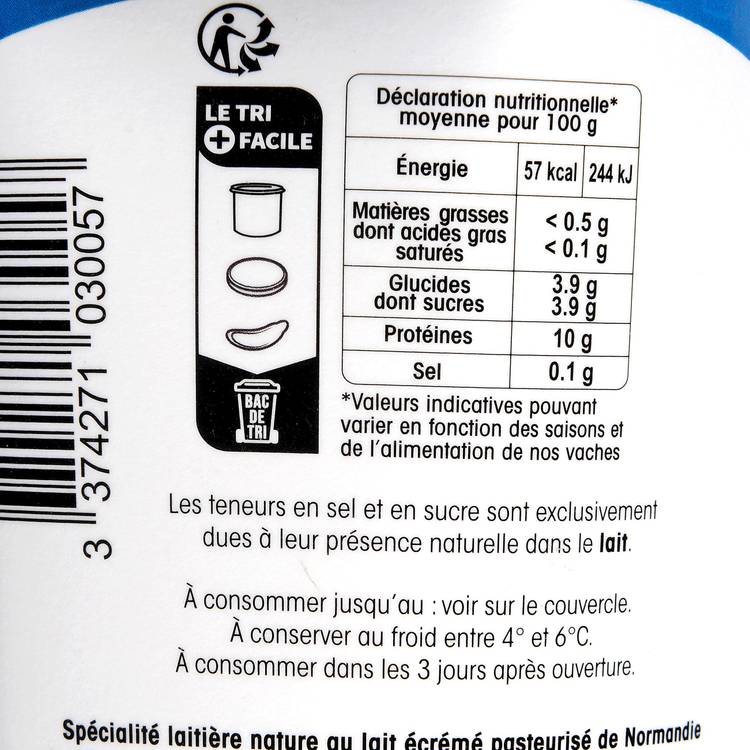 LE TRI
+ FACILE
BAC
DE
TRI
Déclaration nutritionnelle*
moyenne pour 100 g
Énergie 57 kcal 244 kJ
Matières grasses < 0.5 g
dont acides gras
saturés < 0.1 g
Glucides 3.9 g
dont sucres 3.9 g
Protéines 10 g
Sel 0.1 g
*Valeurs indicatives pouvant
varier en fonction des saisons et
de l'alimentation de nos vaches
3 374271 030057
Les teneurs en sel et en sucre sont exclusivement
dues à leur présence naturelle dans le lait.
À consommer jusqu'au : voir sur le couvercle.
À conserver au froid entre 4° et 6°C.
À consommer dans les 3 jours après ouverture.
Spécialité laitière nature au lait écrémé pasteurisé de Normandie